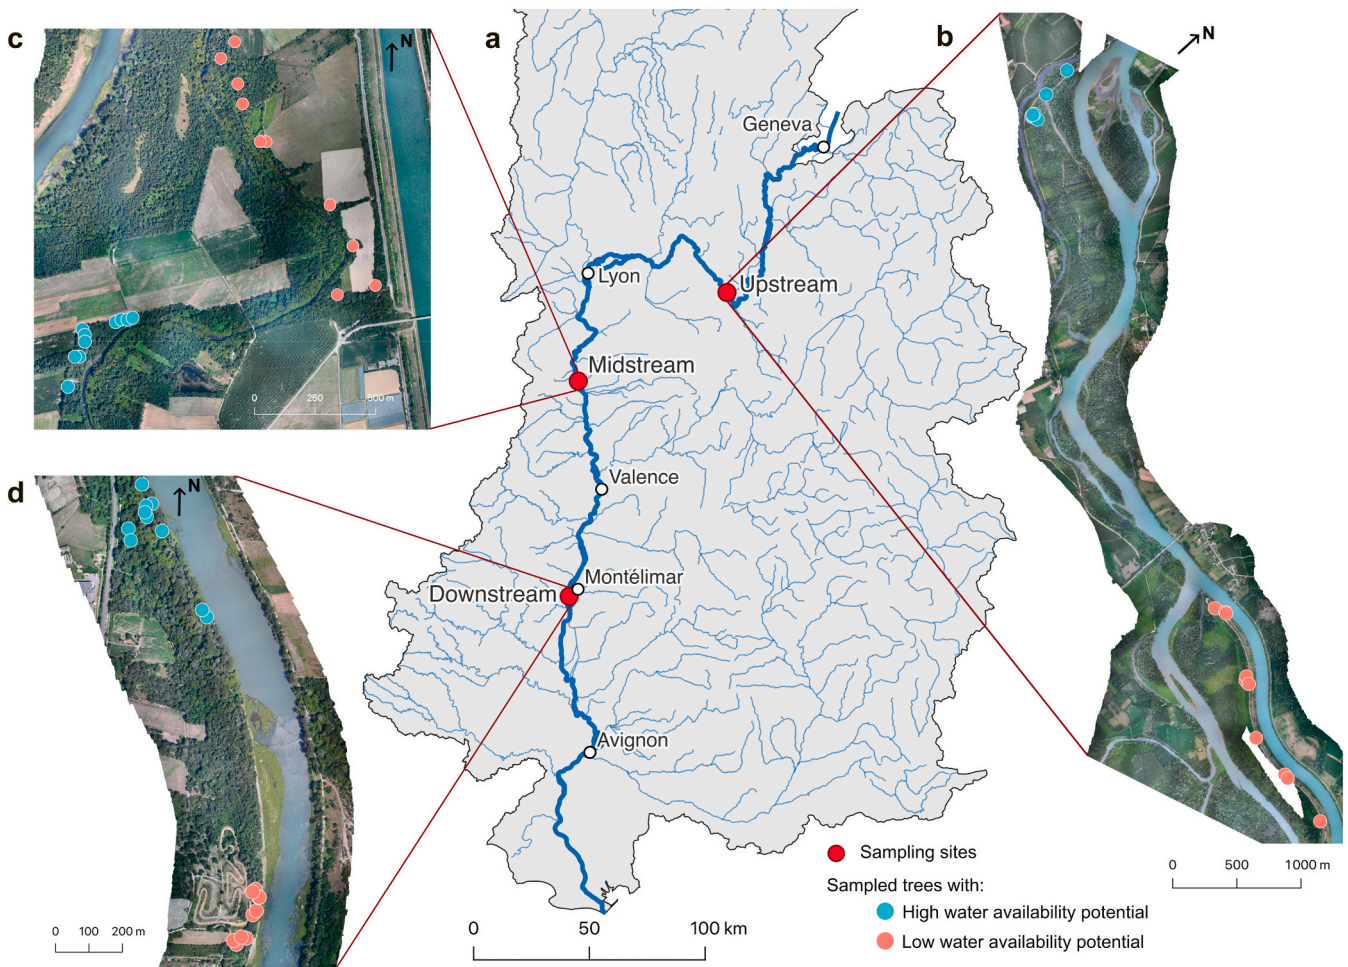 c
N
a
b
N
Geneva
Lyon
Upstream
Midstream
0 250 500 m
Valence
d
N
Montélimar
Downstream
Avignon
Sampling sites
Sampled trees with:
High water availability potential
Low water availability potential
0 500 1000 m
0 100 200 m
0 50 100 km